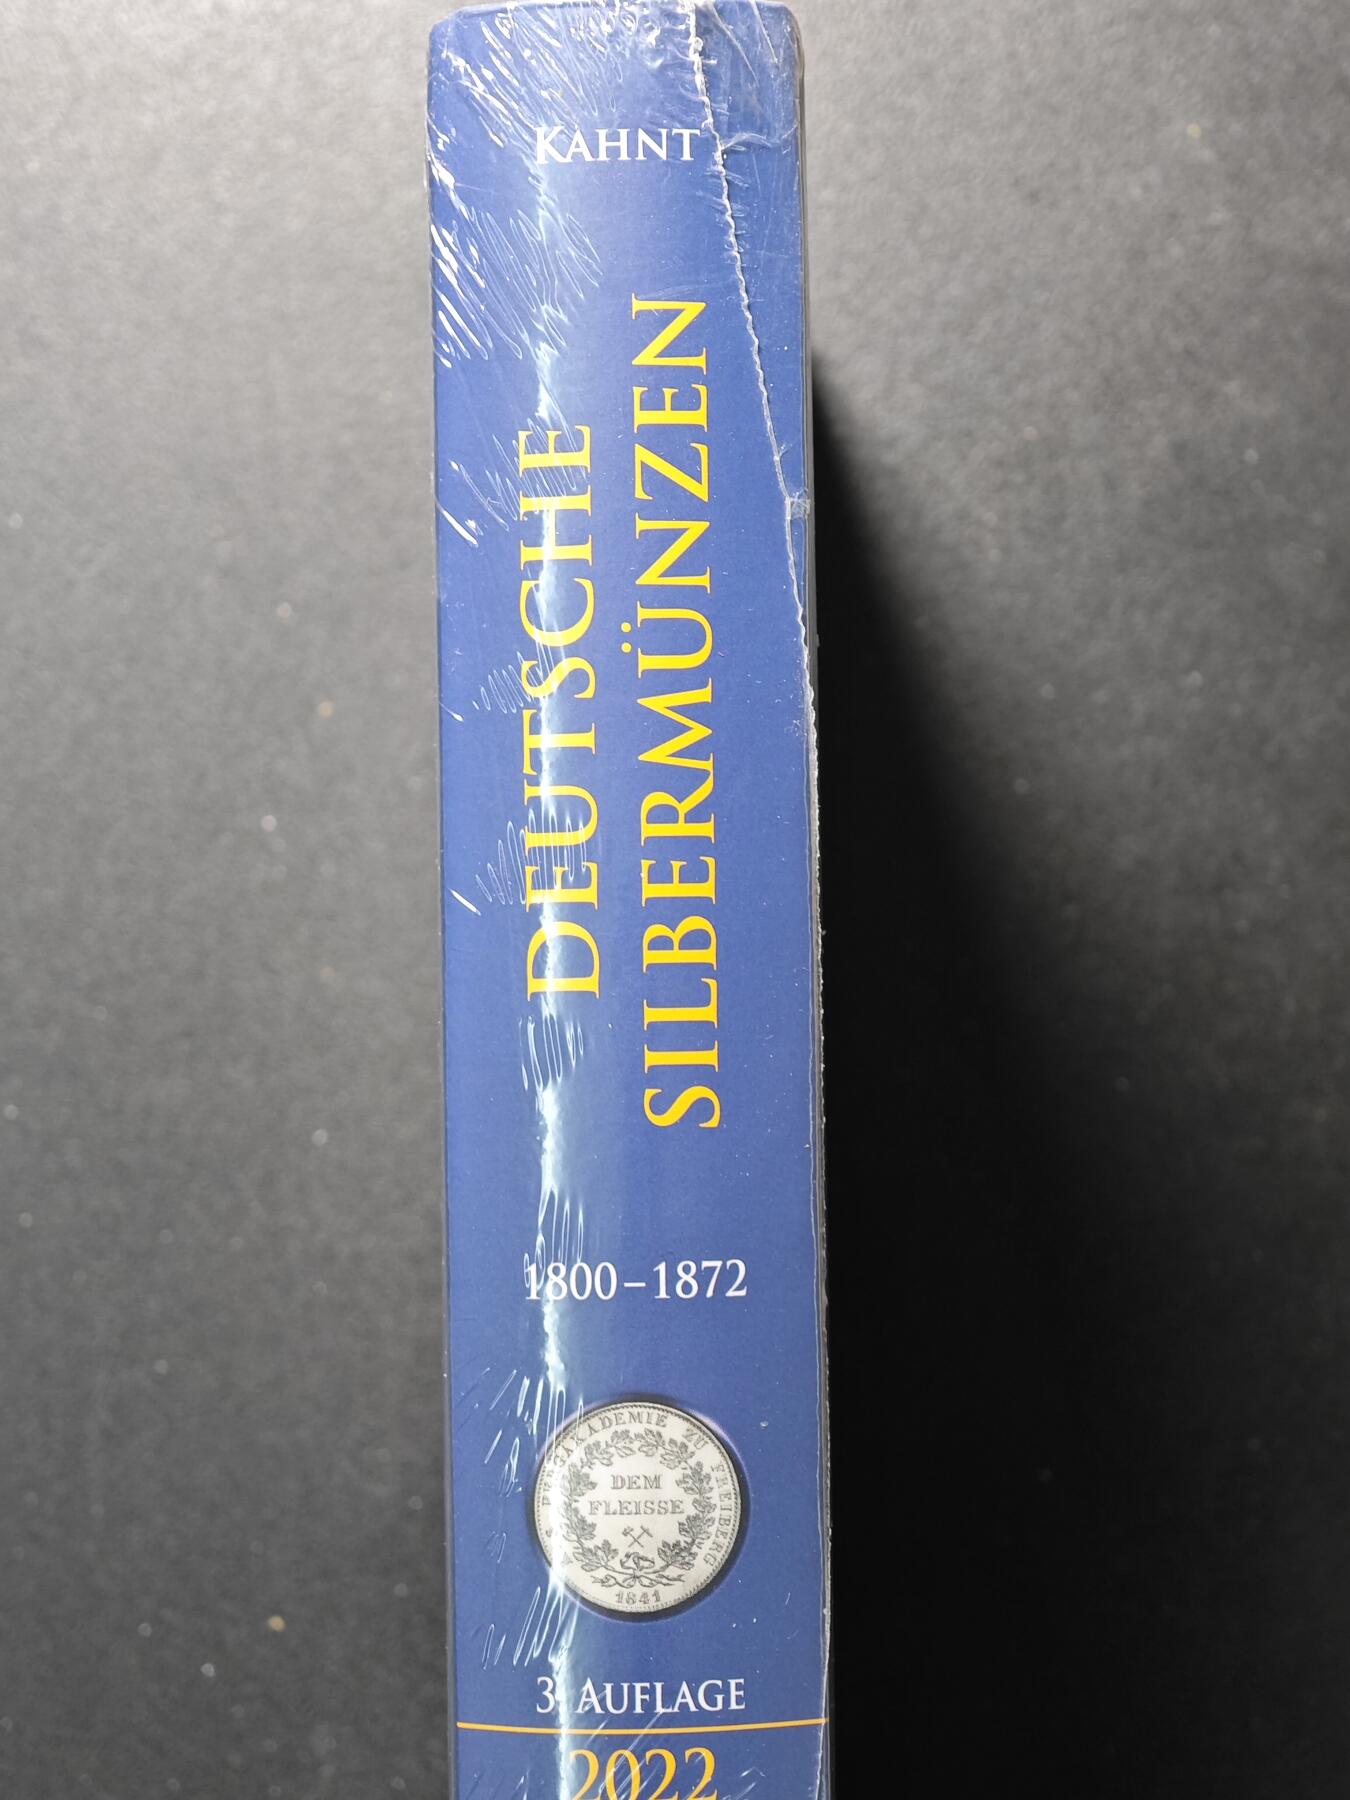 KAHNT
DEUTSCHE
SILBERMÜNZEN
1800–1872
BERGAKADEMIE ZU FREIBERG
DEM
FLEISSE
1841
3. AUFLAGE
2022